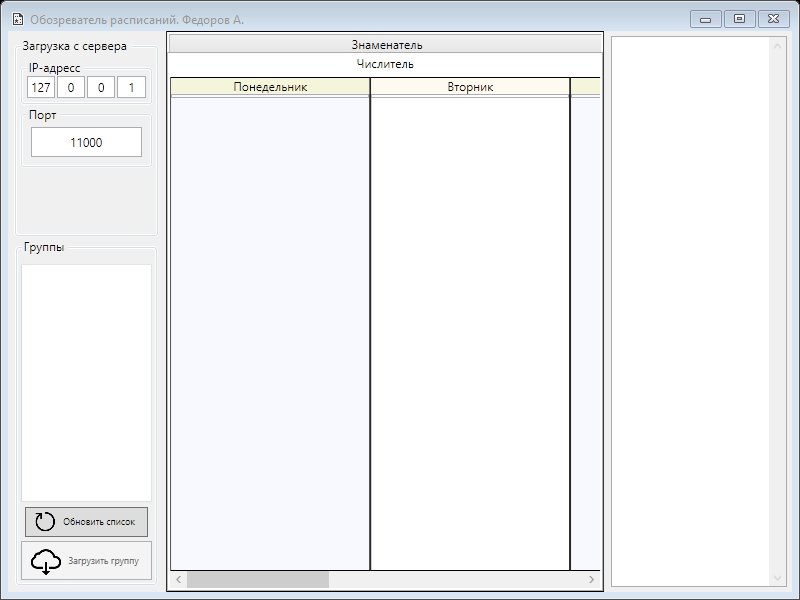 Обозреватель расписаний. Федоров А.
Загрузка с сервера
IP-адресс
127 0 0 1
Порт
11000
Группы
Обновить список
Загрузить группу
Знаменатель
Числитель
Понедельник Вторник